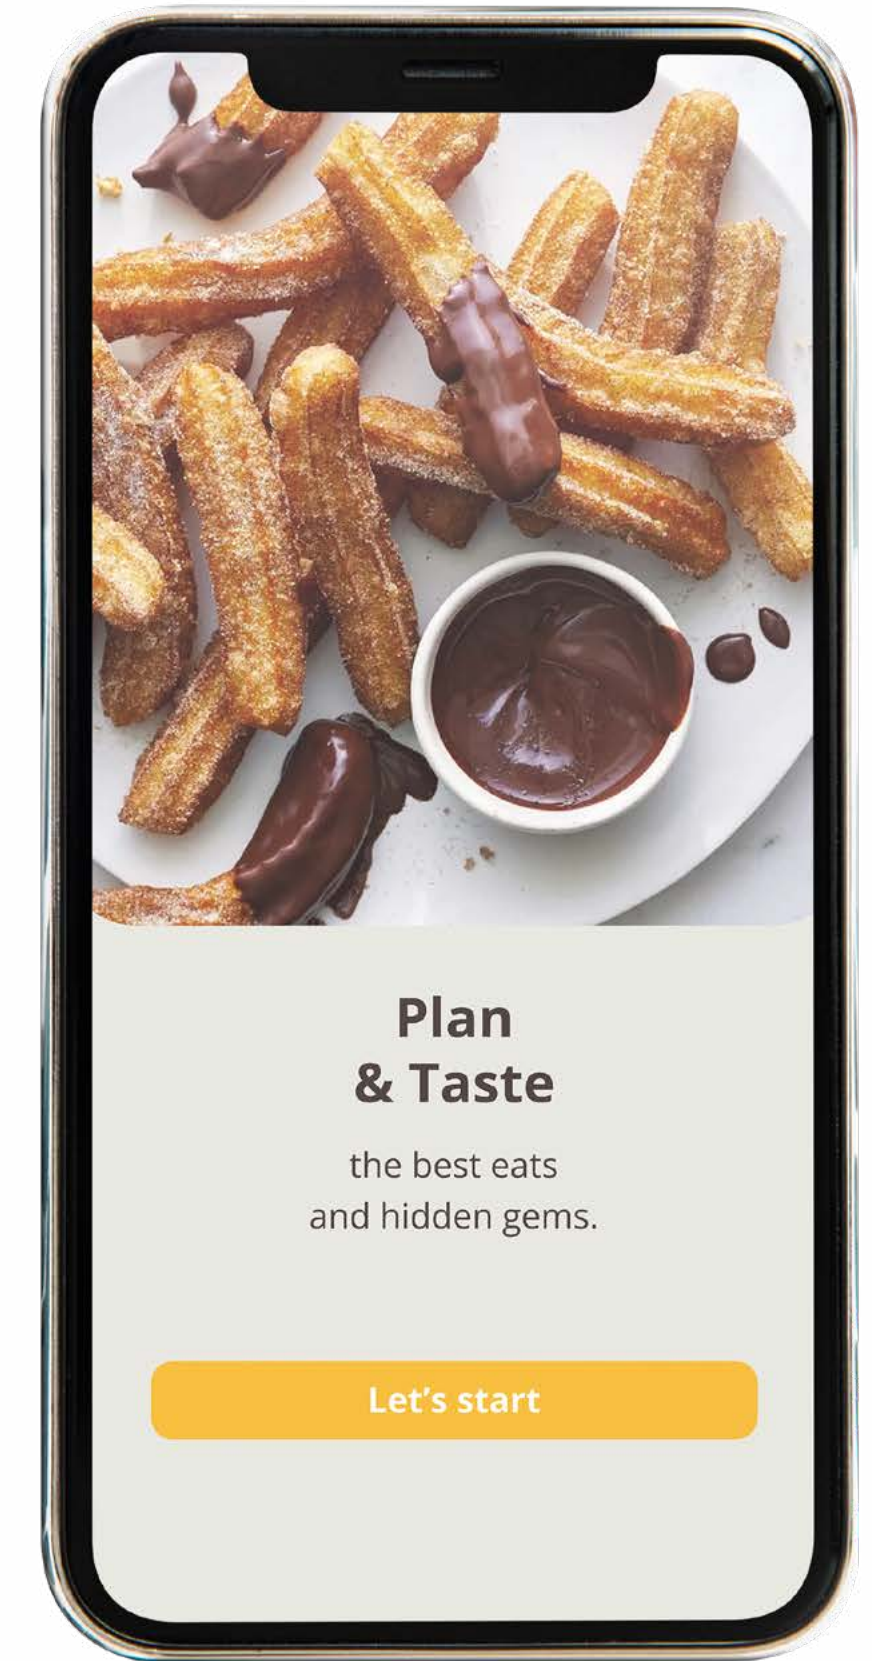 Plan
& Taste
the best eats
and hidden gems.
Let’s start